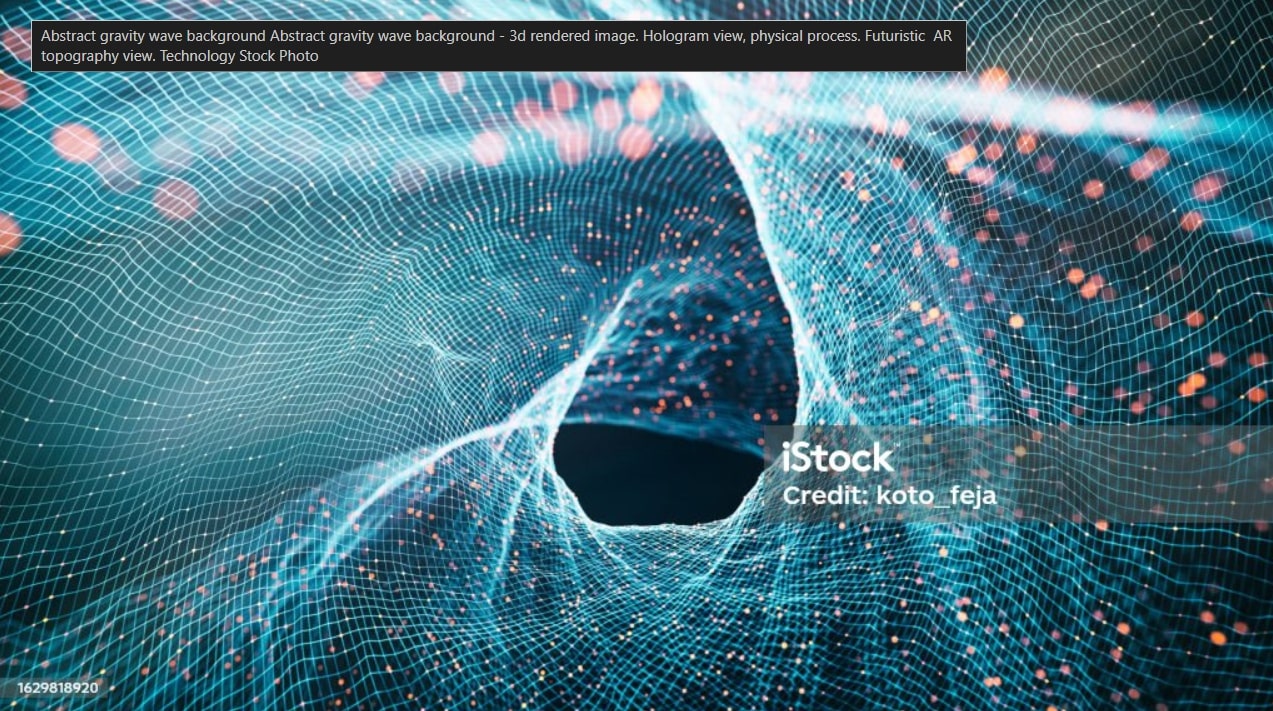 Abstract gravity wave background Abstract gravity wave background - 3d rendered image. Hologram view, physical process. Futuristic  AR
topography view. Technology Stock Photo
iStock™
Credit: koto_feja
1629818920